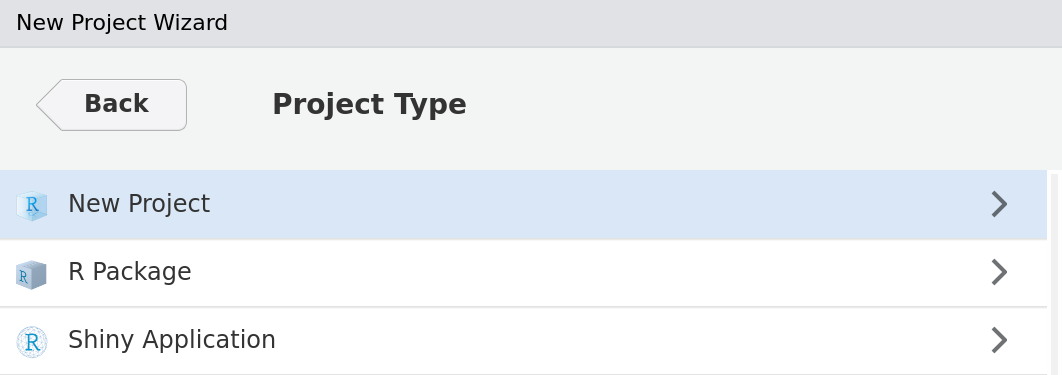 New Project Wizard
Back
Project Type
New Project
R Package
Shiny Application